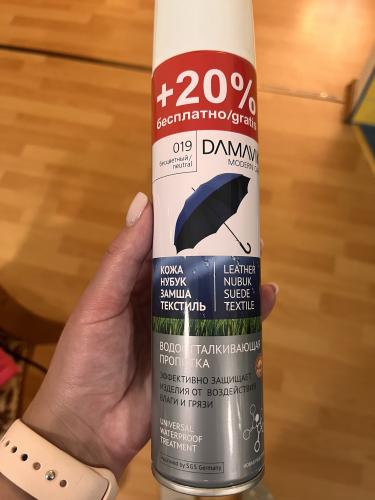 +20%
бесплатно/gratis
019
бесцветный/
neutral
DAMAVIK
MODERN
КОЖА
НУБУК
ЗАМША
ТЕКСТИЛЬ
LEATHER
NUBUK
SUEDE
TEXTILE
ВОДООТТАЛКИВАЮЩАЯ
ПРОПИТКА
ЭФФЕКТИВНО ЗАЩИЩАЕТ
ИЗДЕЛИЯ ОТ ВОЗДЕЙСТВИЯ
ВЛАГИ И ГРЯЗИ
UNIVERSAL
WATERPROOF
TREATMENT
Approved by SGS Germany